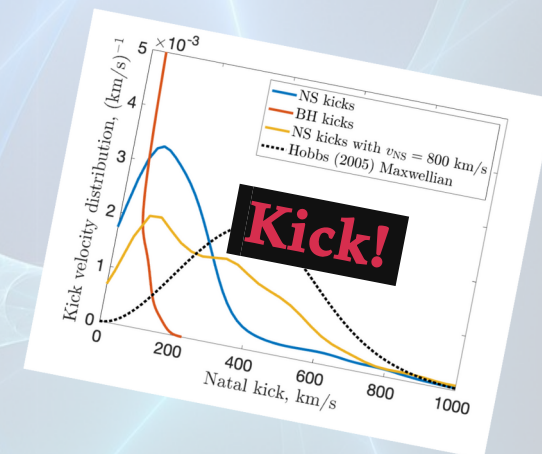 5 ×10⁻³
4
3
2
1
0
Kick velocity distribution, (km/s)⁻¹
NS kicks
BH kicks
NS kicks with vNS = 800 km/s
Hobbs (2005) Maxwellian
Kick!
0 200 400 600 800 1000
Natal kick, km/s